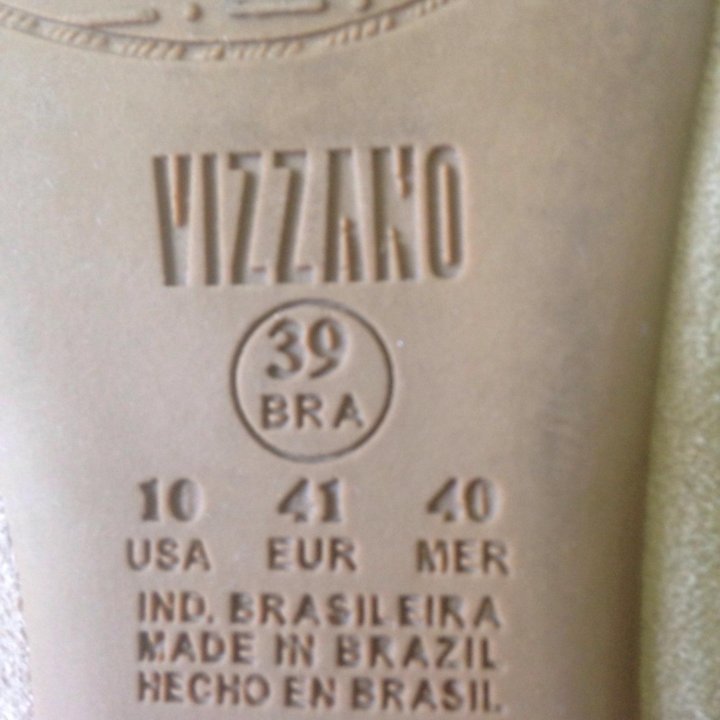 VIZZANO
39
BRA
10 41 40
USA EUR MER
IND. BRASILEIRA
MADE IN BRAZIL
HECHO EN BRASIL